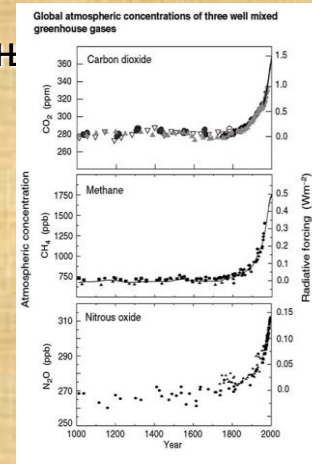 Global atmospheric concentrations of three well mixed
greenhouse gases
Carbon dioxide
CO2 (ppm)
360
340
320
300
280
260
1.5
1.0
0.5
0.0
Methane
CH4 (ppb)
1750
1500
1250
1000
750
0.5
0.4
0.3
0.2
0.1
0.0
Atmospheric concentration
Radiative forcing (Wm−2)
Nitrous oxide
N2O (ppb)
310
290
270
250
0.15
0.10
0.05
0.0
1000 1200 1400 1600 1800 2000
Year